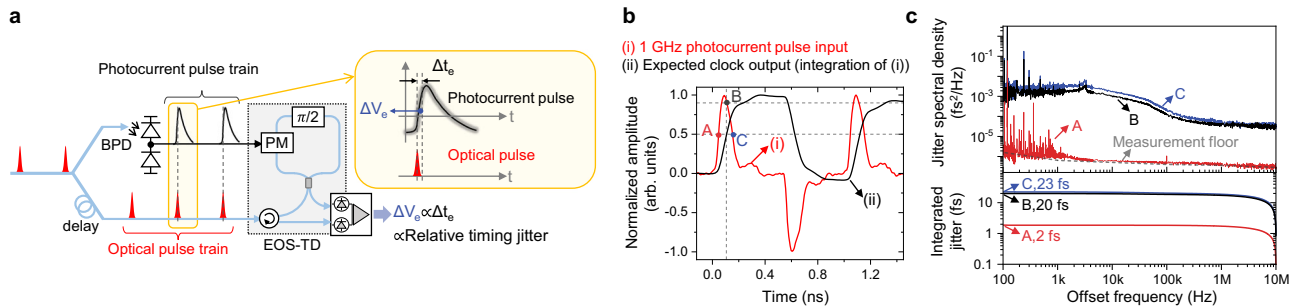 a
Photocurrent pulse train
BPD
delay
Optical pulse train
PM
π/2
EOS-TD
Δtₑ
ΔVₑ
Photocurrent pulse
t
Optical pulse
t
ΔVₑ∝Δtₑ
∝Relative timing jitter
b
(i) 1 GHz photocurrent pulse input
(ii) Expected clock output (integration of (i))
Normalized amplitude
(arb. units)
1.0
0.5
0.0
0.5
1.0
A
B
C
(i)
(ii)
0.0 0.4 0.8 1.2
Time (ns)
c
Jitter spectral density
(fs²/Hz)
10⁻¹
10⁻³
10⁻⁵
C
B
A
Measurement floor
Integrated
jitter (fs)
10
1
0.1
C,23 fs
B,20 fs
A,2 fs
100 1k 10k 100k 1M 10M
Offset frequency (Hz)